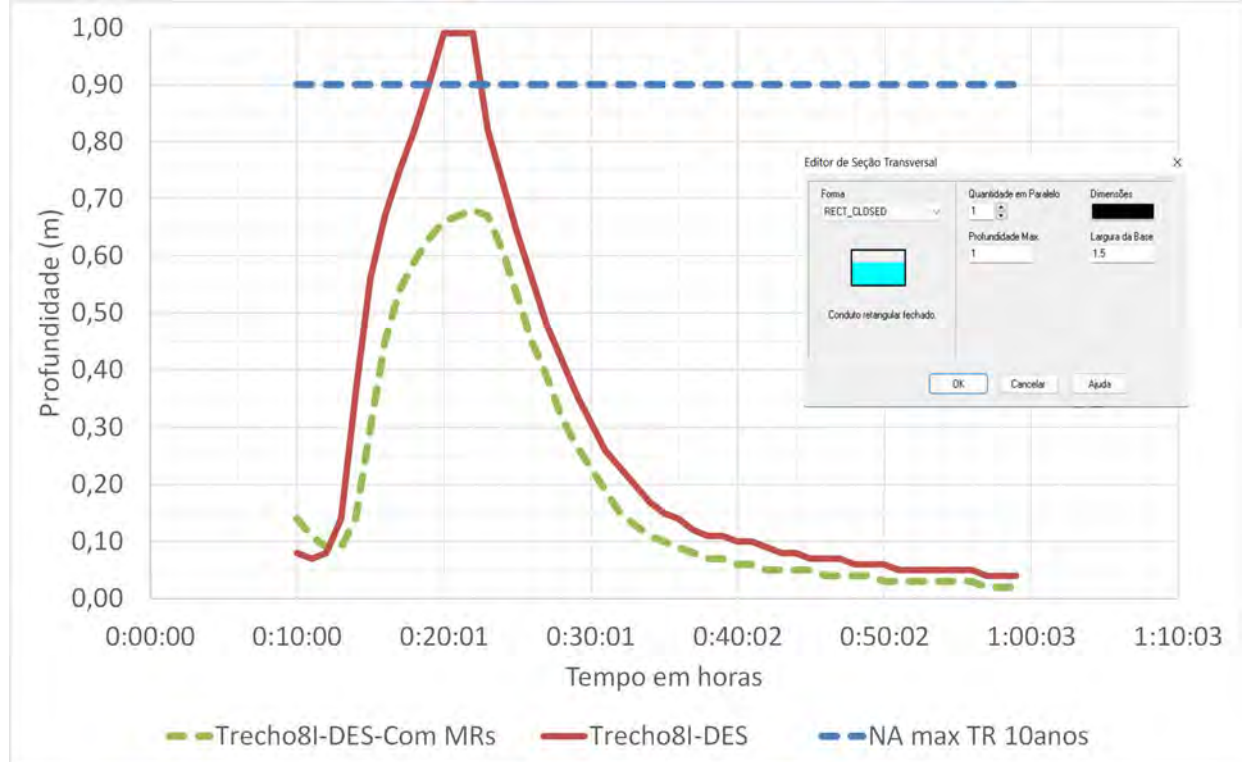 1,00
0,90
0,80
0,70
0,60
0,50
0,40
0,30
0,20
0,10
0,00
Profundidade (m)
Editor de Seção Transversal
X
Forma
RECT_CLOSED
Quantidade em Paralelo
1
Dimensões
Profundidade Max.
1
Largura da Base
1.5
Conduto retangular fechado.
OK Cancelar Ajuda
0:00:00 0:10:00 0:20:01 0:30:01 0:40:02 0:50:02 1:00:03 1:10:03
Tempo em horas
Trecho8I-DES-Com MRs Trecho8I-DES NA max TR 10anos